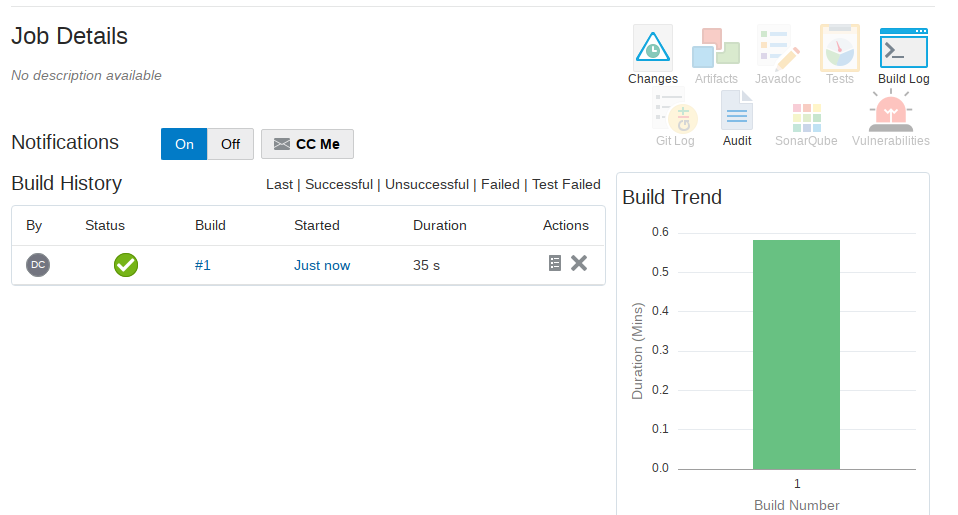 Job Details
No description available
Changes Artifacts Javadoc Tests Build Log
Git
Git Log Audit SonarQube Vulnerabilities
Notifications On Off CC Me
Build History Last | Successful | Unsuccessful | Failed | Test Failed
By Status Build Started Duration Actions
DC #1 Just now 35 s
Build Trend
0.6
0.5
0.4
0.3
0.2
0.1
0.0
Duration (Mins)
1
Build Number